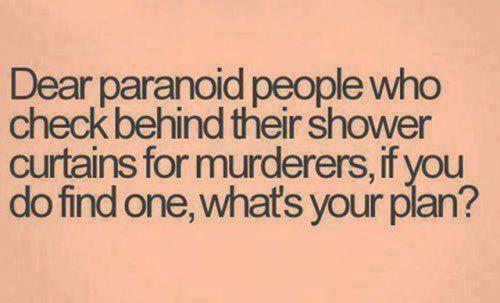 Dear paranoid people who
check behind their shower
curtains for murderers, if you
do find one, what's your plan?